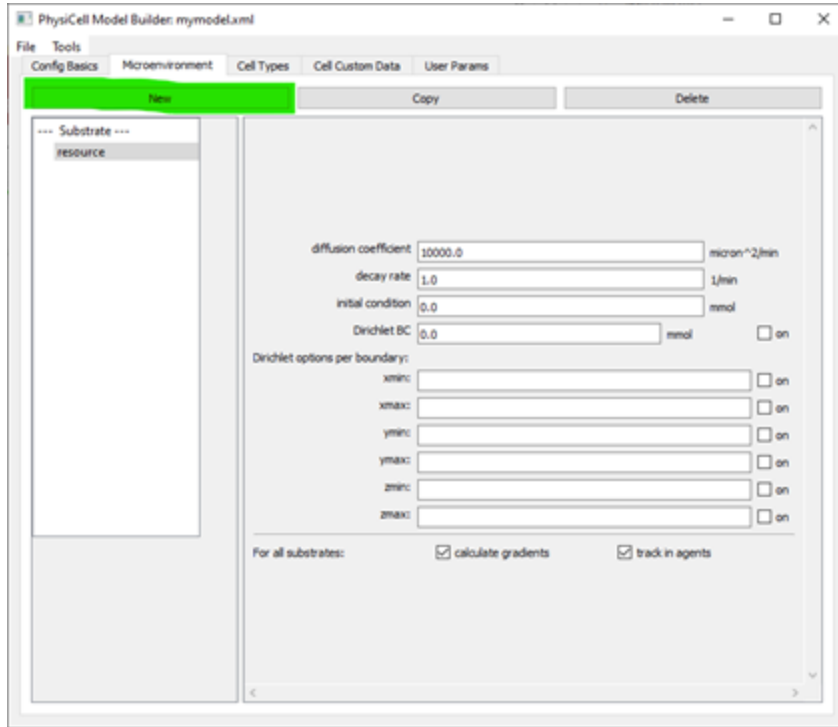 PhysiCell Model Builder: mymodel.xml
File Tools
Config Basics Microenvironment Cell Types Cell Custom Data User Params
New Copy Delete
--- Substrate ---
resource
diffusion coefficient 10000.0 micron^2/min
decay rate 1.0 1/min
initial condition 0.0 mmol
Dirichlet BC 0.0 mmol on
Dirichlet options per boundary:
xmin: on
xmax: on
ymin: on
ymax: on
zmin: on
zmax: on
For all substrates: calculate gradients track in agents